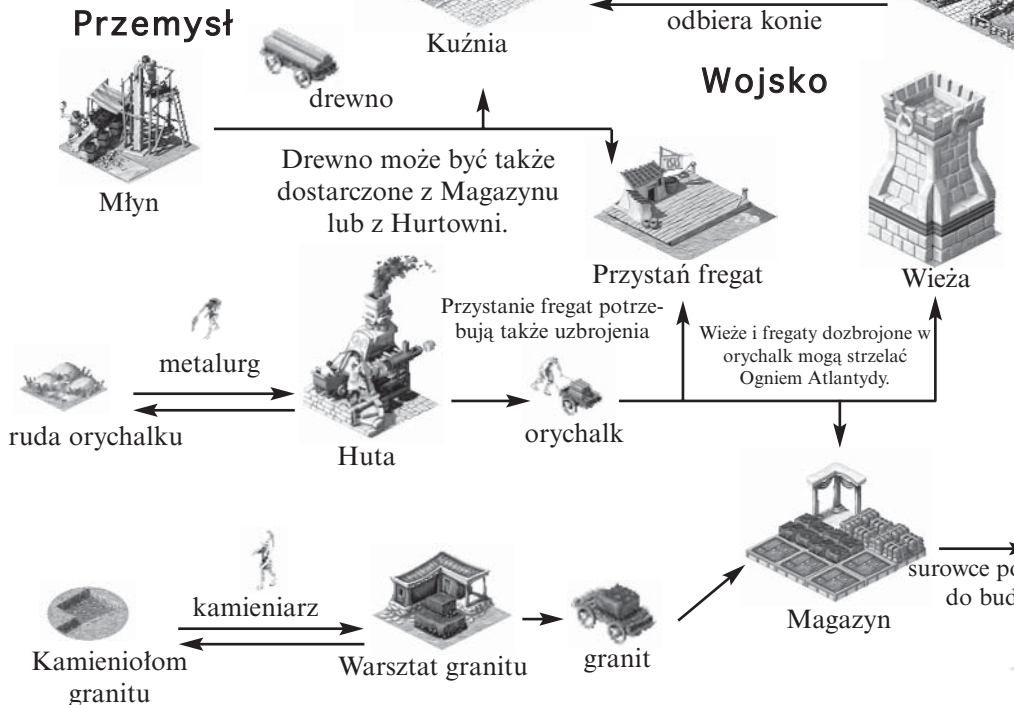 Przemysł
Kuźnia
odbiera konie
Wojsko
drewno
Młyn
Drewno może być także
dostarczone z Magazynu
lub z Hurtowni.
Przystań fregat
Wieża
Przystanie fregat potrze-
bują także uzbrojenia
Wieże i fregaty dozbrojone w
orychalk mogą strzelać
Ogniem Atlantydy.
metalurg
ruda orychalku
Huta
orychalk
kamieniarz
Kamieniołom
granitu
Warsztat granitu
granit
Magazyn
surowce
do